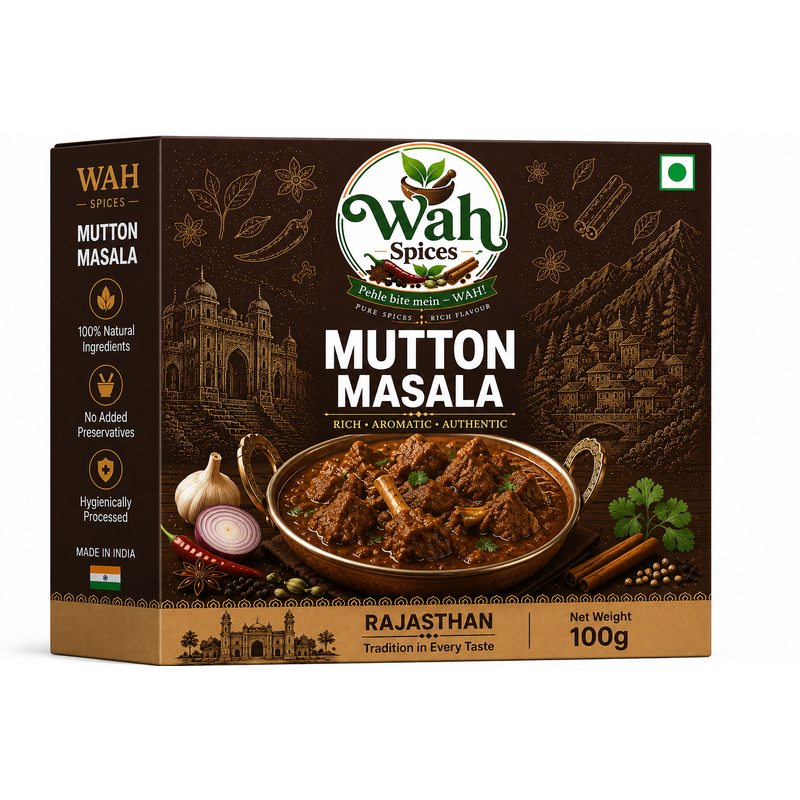 WAH
SPICES
MUTTON
MASALA
100% Natural
Ingredients
No Added
Preservatives
Hygienically
Processed
MADE IN INDIA
Wah
Spices
Pehle bite mein – WAH!
PURE SPICES RICH FLAVOUR
MUTTON
MASALA
RICH • AROMATIC • AUTHENTIC
RAJASTHAN
Tradition in Every Taste
Net Weight
100g